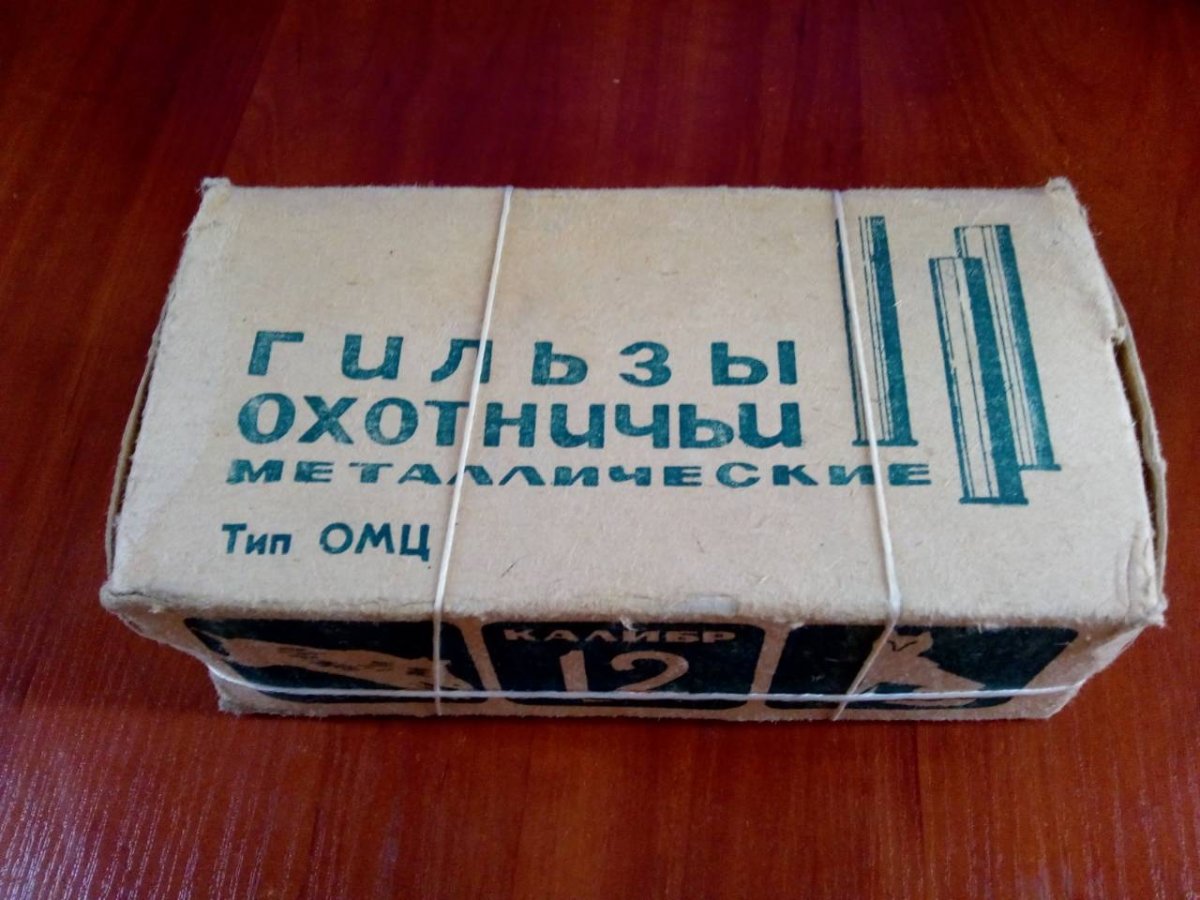 гильзы
охотничьи
металлические
Тип ОМЦ
КАЛИБР
12